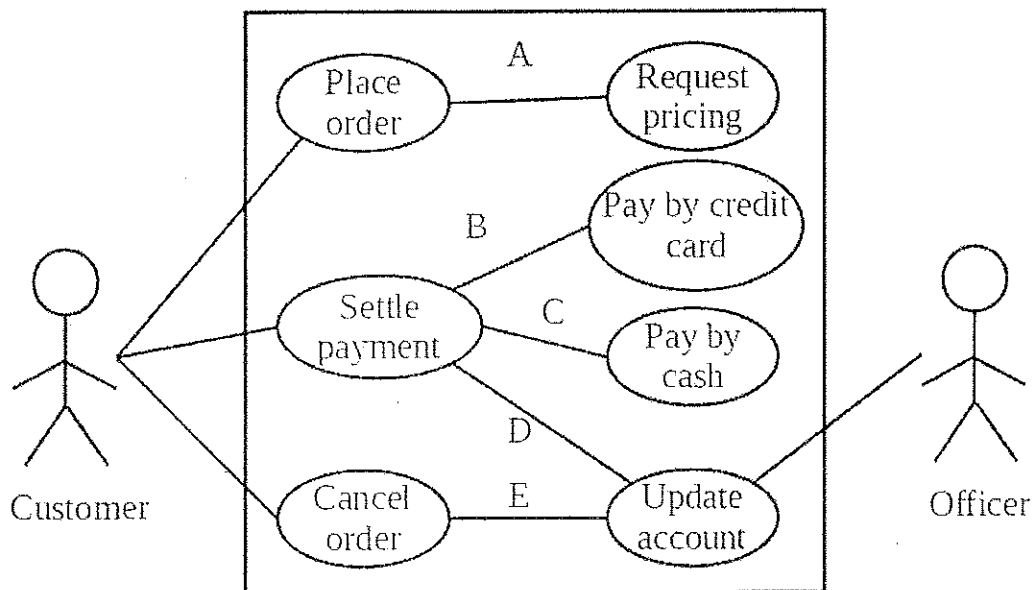 A
Place
order
Request
pricing
B
Pay by credit
card
Settle
payment
C
Pay by
cash
D
Customer
Cancel
order
E
Update
account
Officer